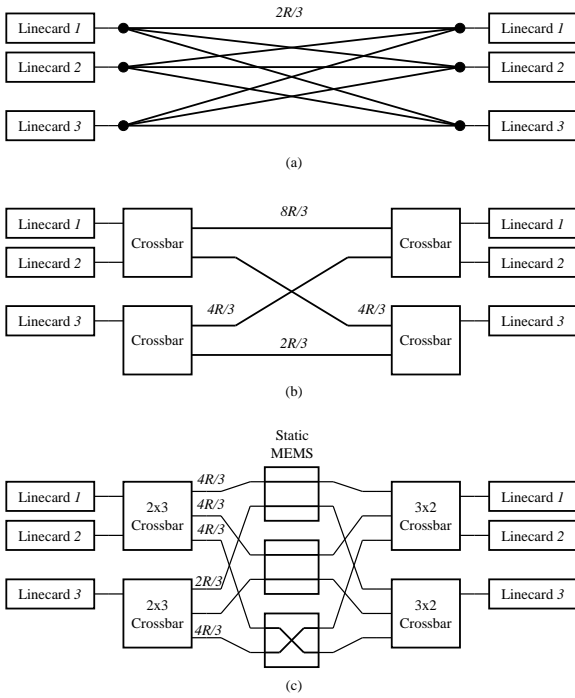 2R/3
Linecard 1 Linecard 1
Linecard 2 Linecard 2
Linecard 3 Linecard 3
(a)
8R/3
Linecard 1 Linecard 1
Crossbar Crossbar
Linecard 2 Linecard 2
4R/3 4R/3
Linecard 3 Linecard 3
Crossbar Crossbar
2R/3
(b)
Static
MEMS
4R/3
Linecard 1 Linecard 1
4R/3
2x3 3x2
Crossbar Crossbar
4R/3
Linecard 2 Linecard 2
2R/3
Linecard 3 Linecard 3
2x3 3x2
Crossbar Crossbar
4R/3
(c)